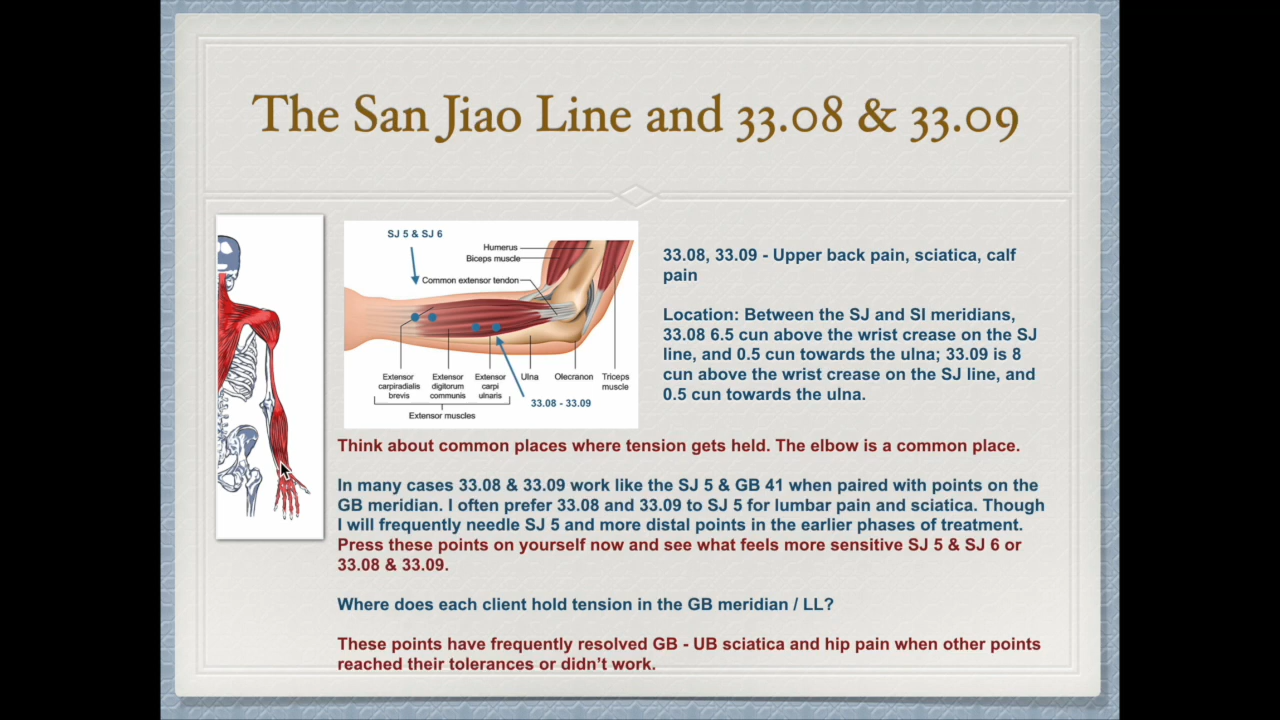 The San Jiao Line and 33.08 & 33.09
SJ 5 & SJ 6
Humerus
Biceps muscle
Common extensor tendon
Extensor
carpiradialis
brevis
Extensor
digitorum
communis
Extensor
carpi
ulnaris
Ulna
Olecranon
Triceps
muscle
Extensor muscles
33.08 - 33.09
33.08, 33.09 - Upper back pain, sciatica, calf
pain
Location: Between the SJ and SI meridians,
33.08 6.5 cun above the wrist crease on the SJ
line, and 0.5 cun towards the ulna; 33.09 is 8
cun above the wrist crease on the SJ line, and
0.5 cun towards the ulna.
Think about common places where tension gets held. The elbow is a common place.
In many cases 33.08 & 33.09 work like the SJ 5 & GB 41 when paired with points on the
GB meridian. I often prefer 33.08 and 33.09 to SJ 5 for lumbar pain and sciatica. Though
I will frequently needle SJ 5 and more distal points in the earlier phases of treatment.
Press these points on yourself now and see what feels more sensitive SJ 5 & SJ 6 or
33.08 & 33.09.
Where does each client hold tension in the GB meridian / LL?
These points have frequently resolved GB - UB sciatica and hip pain when other points
reached their tolerances or didn’t work.